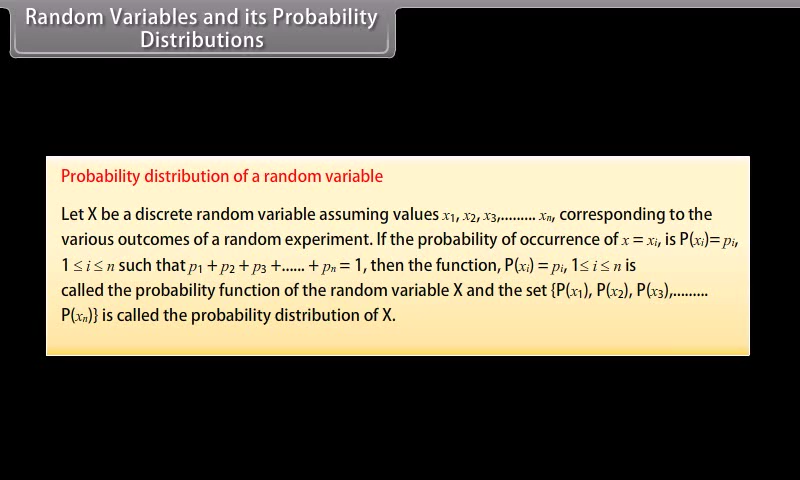 Random Variables and its Probability
Distributions
Probability distribution of a random variable
Let X be a discrete random variable assuming values x₁, x₂, x₃,......... xₙ, corresponding to the
various outcomes of a random experiment. If the probability of occurrence of x = xᵢ, is P(xᵢ)= pᵢ,
1 ≤ i ≤ n such that p₁ + p₂ + p₃ +...... + pₙ = 1, then the function, P(xᵢ) = pᵢ, 1≤ i ≤ n is
called the probability function of the random variable X and the set {P(x₁), P(x₂), P(x₃),.........
P(xₙ)} is called the probability distribution of X.